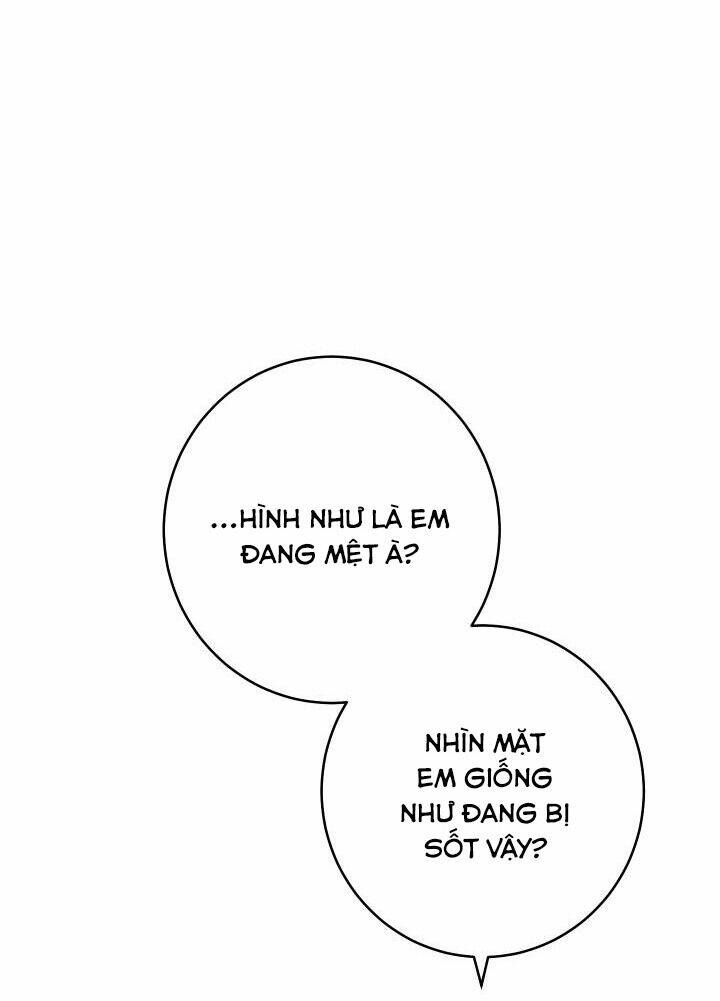 ...HÌNH NHƯ LÀ EM
ĐANG MỆT À?
NHÌN MẶT
EM GIỐNG
NHƯ ĐANG BỊ
SỐT VẬY?